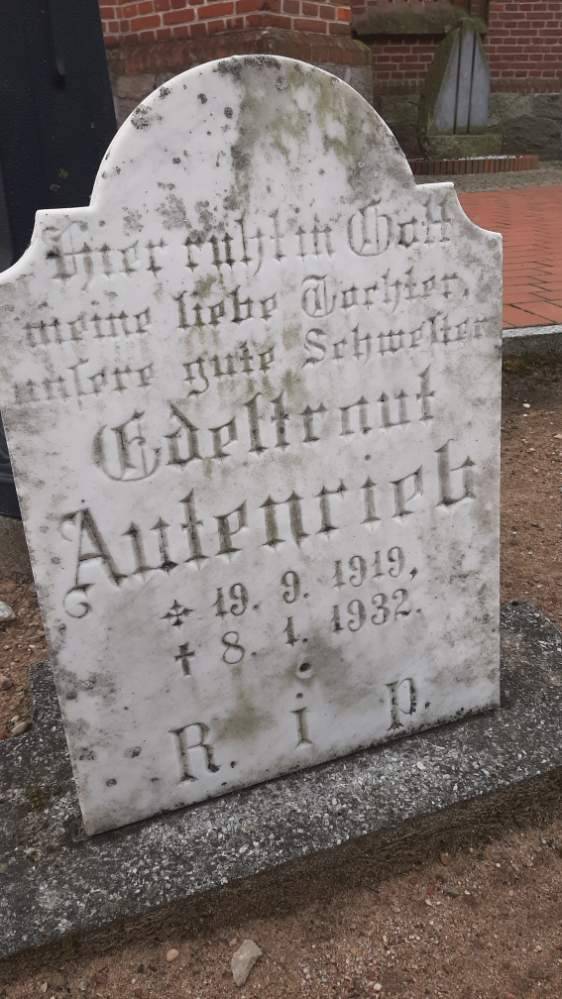 Hier ruht in Gott
meine liebe Tochter,
unsere gute Schwester
Edeltraut
Autenrieb
19. 9. 1919,
† 8. 1. 1932.
R. i p.